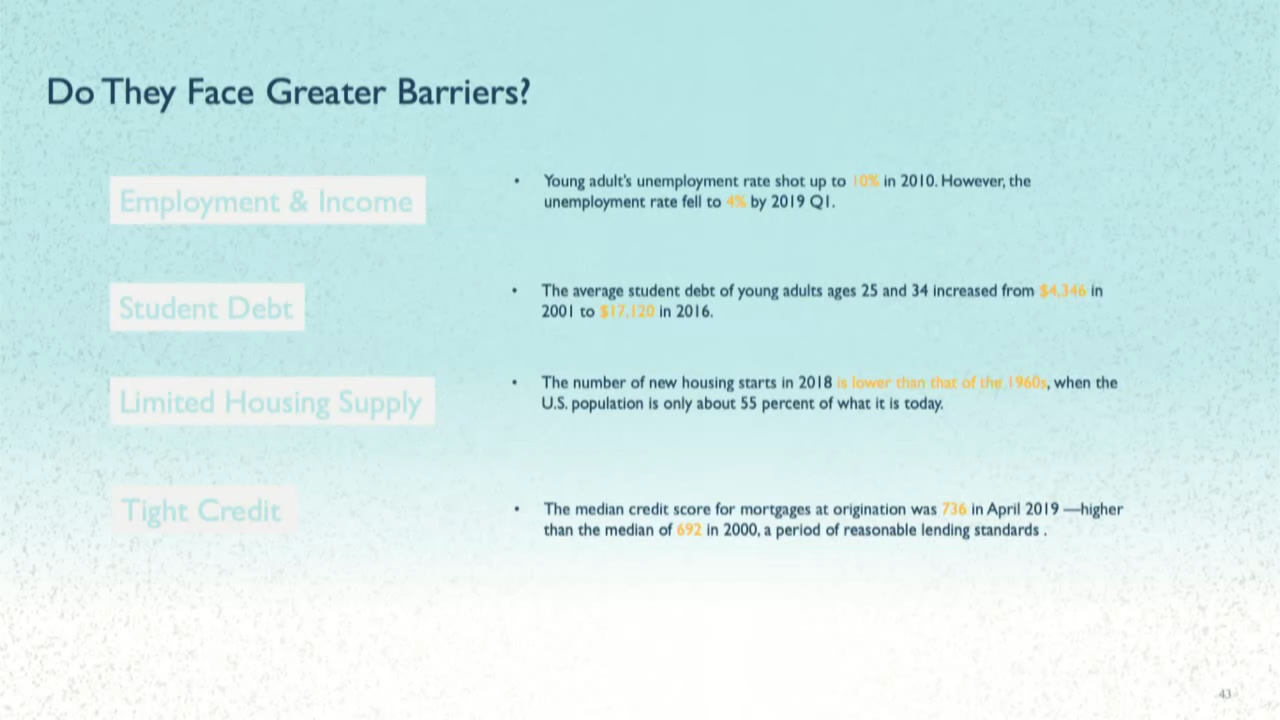 Do They Face Greater Barriers?
Employment & Income
• Young adult's unemployment rate shot up to 10% in 2010. However, the
unemployment rate fell to 4% by 2019 Q1.
Student Debt
• The average student debt of young adults ages 25 and 34 increased from $4,346 in
2001 to $17,120 in 2016.
Limited Housing Supply
• The number of new housing starts in 2018 is lower than that of the 1960s, when the
U.S. population is only about 55 percent of what it is today.
Tight Credit
• The median credit score for mortgages at origination was 736 in April 2019 —higher
than the median of 692 in 2000, a period of reasonable lending standards .
43